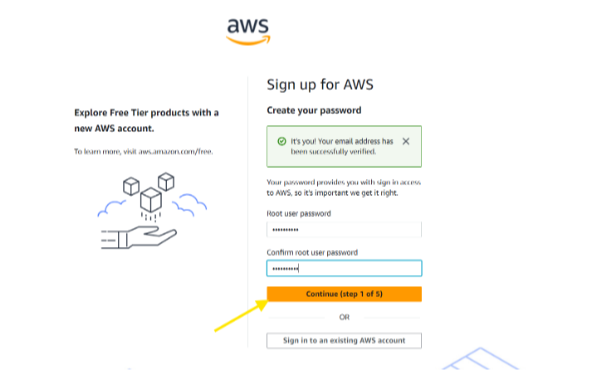 aws
Sign up for AWS
Explore Free Tier products with a
new AWS account.
To learn more, visit aws.amazon.com/free.
Create your password
It's you! Your email address has
been successfully verified.
Your password provides you with sign in access
to AWS, so it's important we get it right.
Root user password
••••••••••
Confirm root user password
••••••••••
Continue (step 1 of 5)
OR
Sign in to an existing AWS account